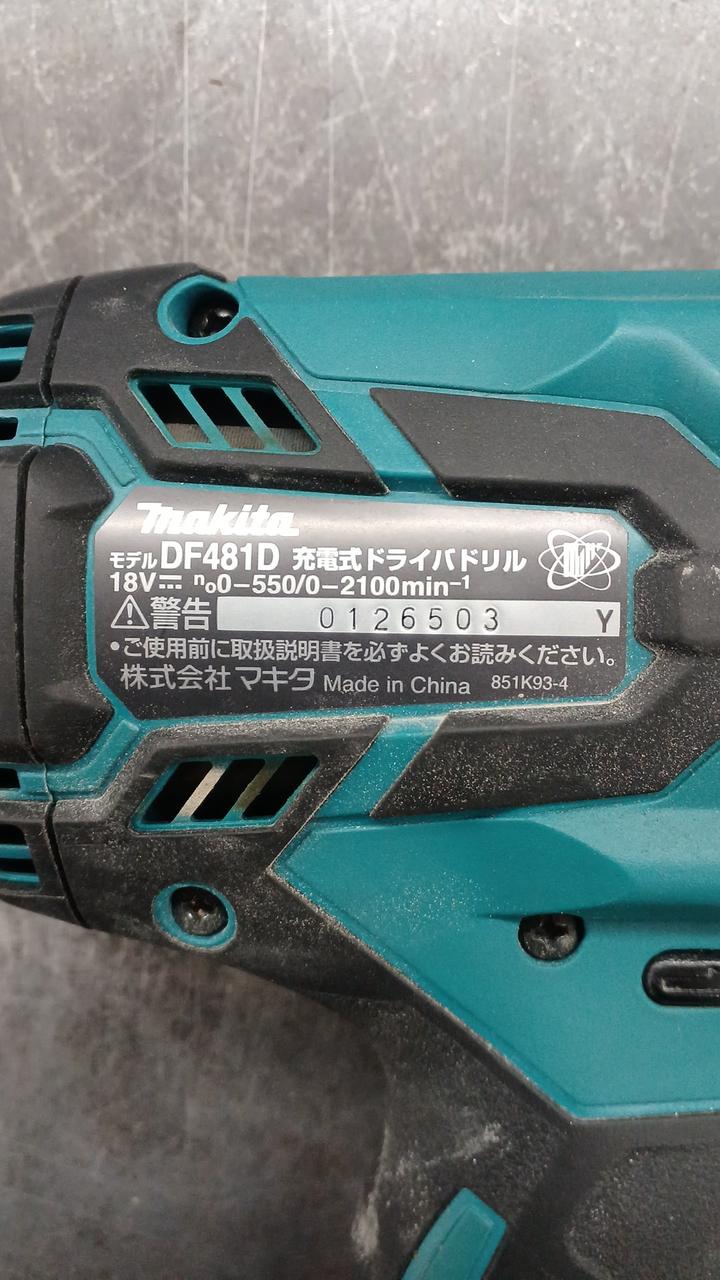 makita
モデル DF481D 充電式ドライバドリル
18V⎓ n₀0-550/0-2100min⁻¹
⚠警告 0126503 Y
•ご使用前に取扱説明書を必ずよくお読みください。
株式会社 マキタ Made in China 851K93-4